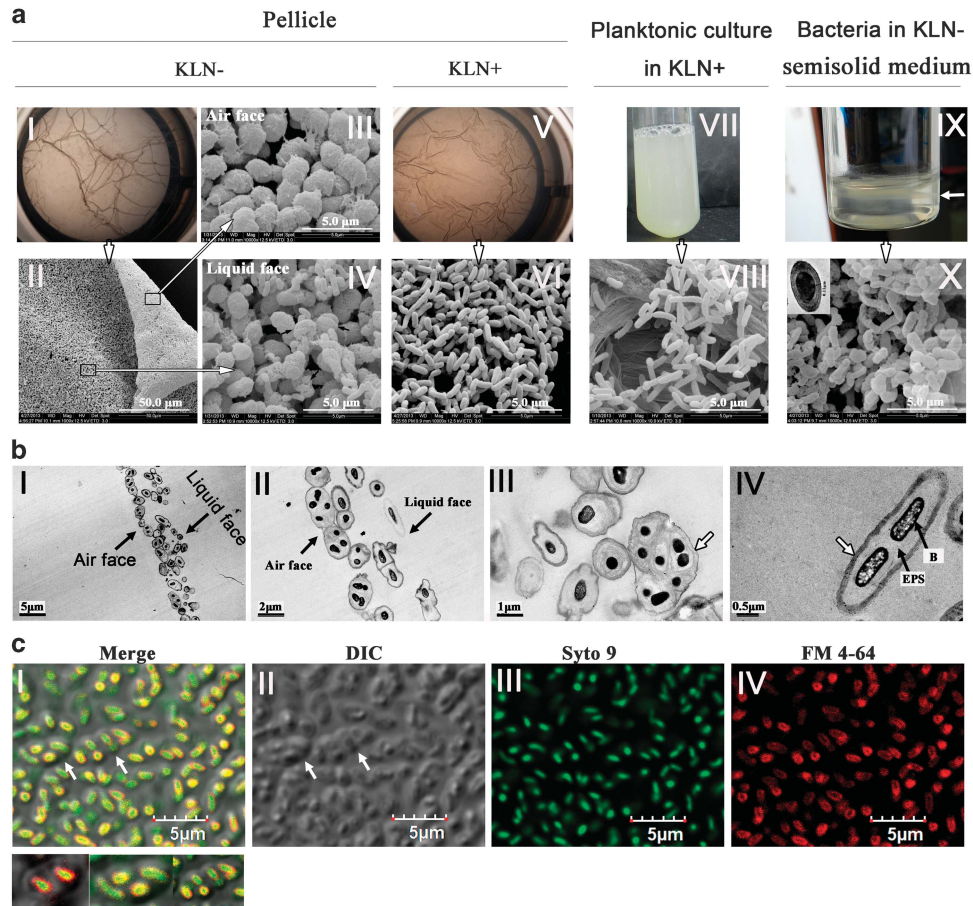 a
Pellicle
Planktonic culture
in KLN+
Bacteria in KLN-
semisolid medium
KLN-
KLN+
I
Air face
III
5.0 µm
V
VII
IX
II
50.0 µm
Liquid face
IV
5.0 µm
VI
5.0 µm
VIII
5.0 µm
X
5.0 µm
b
I
Air face
Liquid face
5µm
II
Air face
Liquid face
2µm
III
1µm
IV
B
EPS
0.5µm
c
Merge
DIC
Syto 9
FM 4-64
I
5µm
II
5µm
III
5µm
IV
5µm